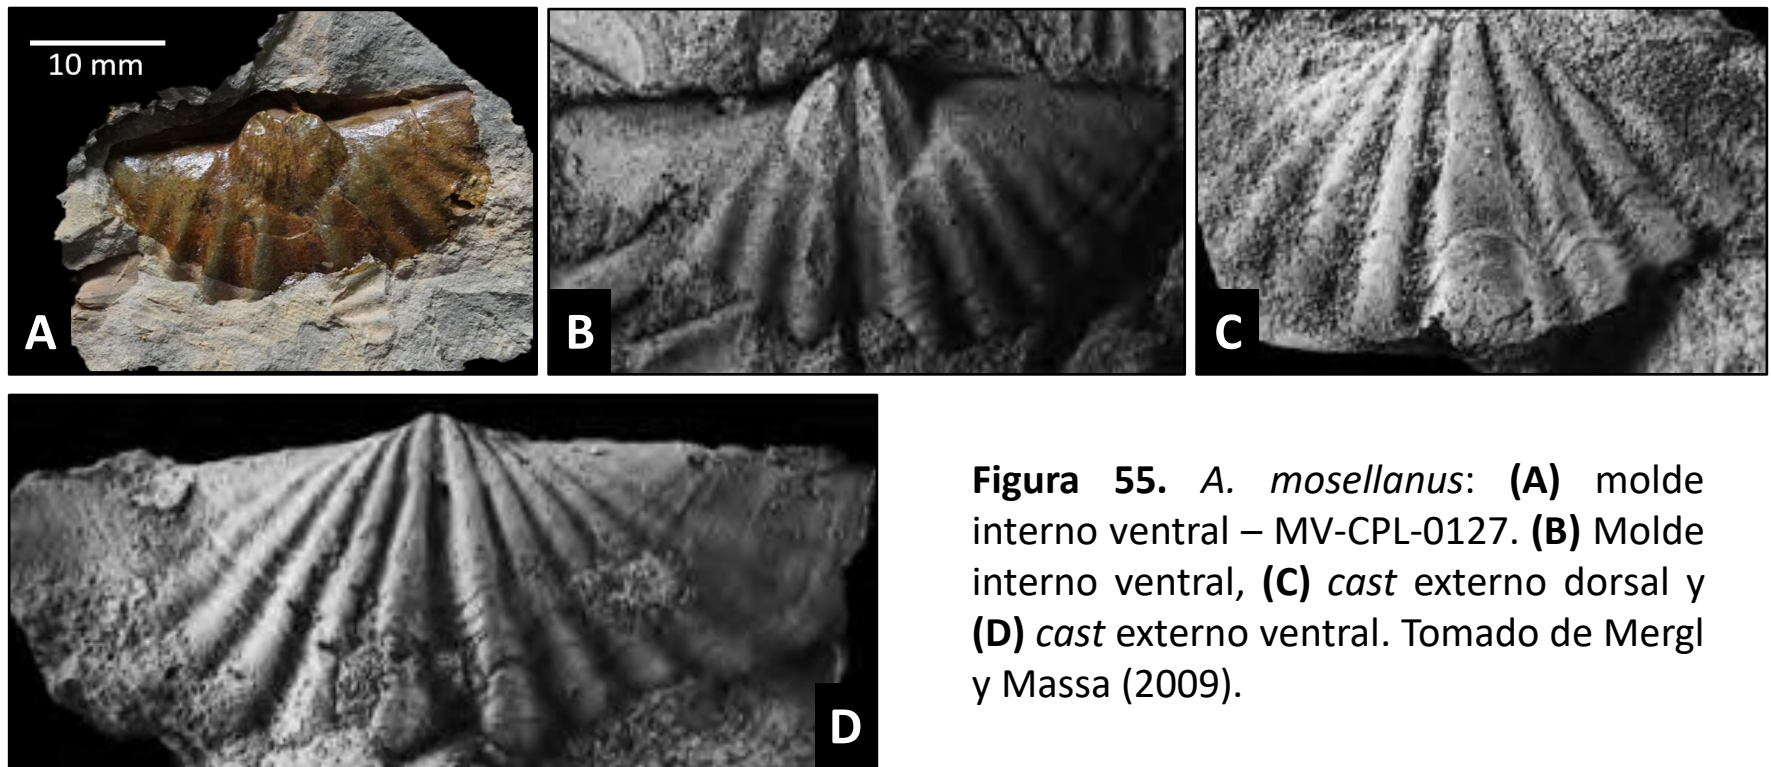 10 mm
A
B
C
D
Figura 55. A. mosellanus: (A) molde
interno ventral – MV-CPL-0127. (B) Molde
interno ventral, (C) cast externo dorsal y
(D) cast externo ventral. Tomado de Mergl
y Massa (2009).